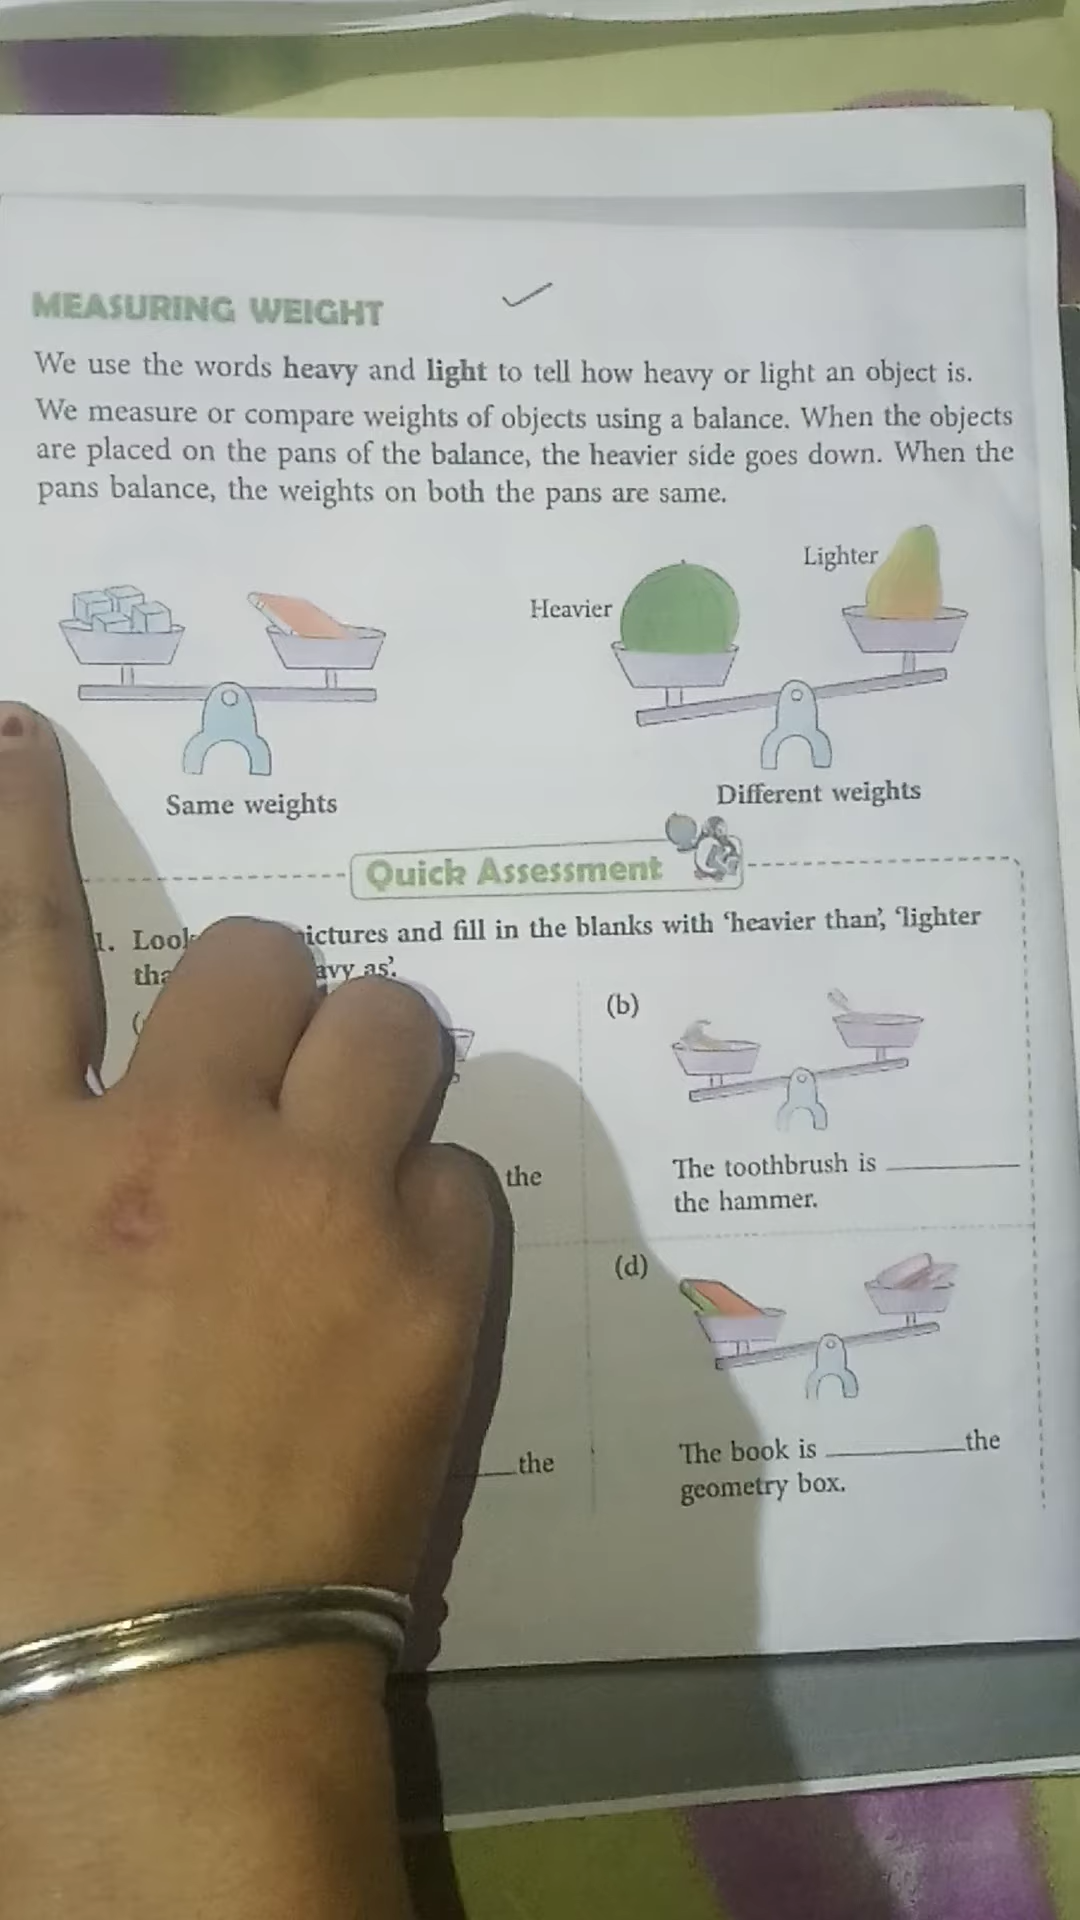 MEASURING WEIGHT
We use the words heavy and light to tell how heavy or light an object is.
We measure or compare weights of objects using a balance. When the objects
are placed on the pans of the balance, the heavier side goes down. When the
pans balance, the weights on both the pans are same.
Lighter
Heavier
Same weights
Different weights
Quick Assessment
1. Look ictures and fill in the blanks with ‘heavier than’, ‘lighter
tha avy as’.
(b)
The toothbrush is
the hammer.
the
(d)
The book is the
geometry box.
the